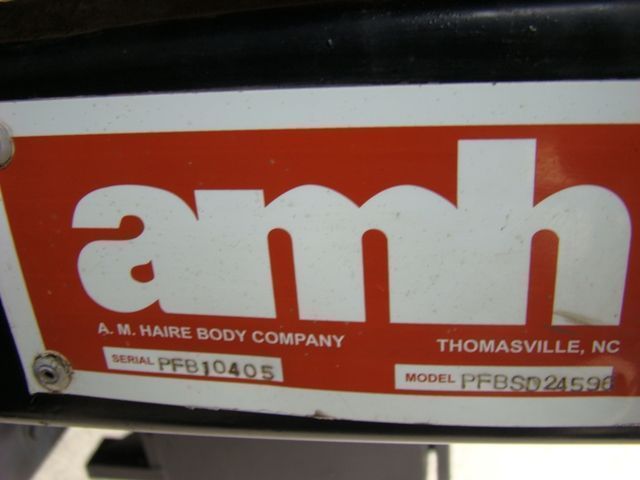 amh
A. M. HAIRE BODY COMPANY
THOMASVILLE, NC
SERIAL PFB10405
MODEL PFBSD24596